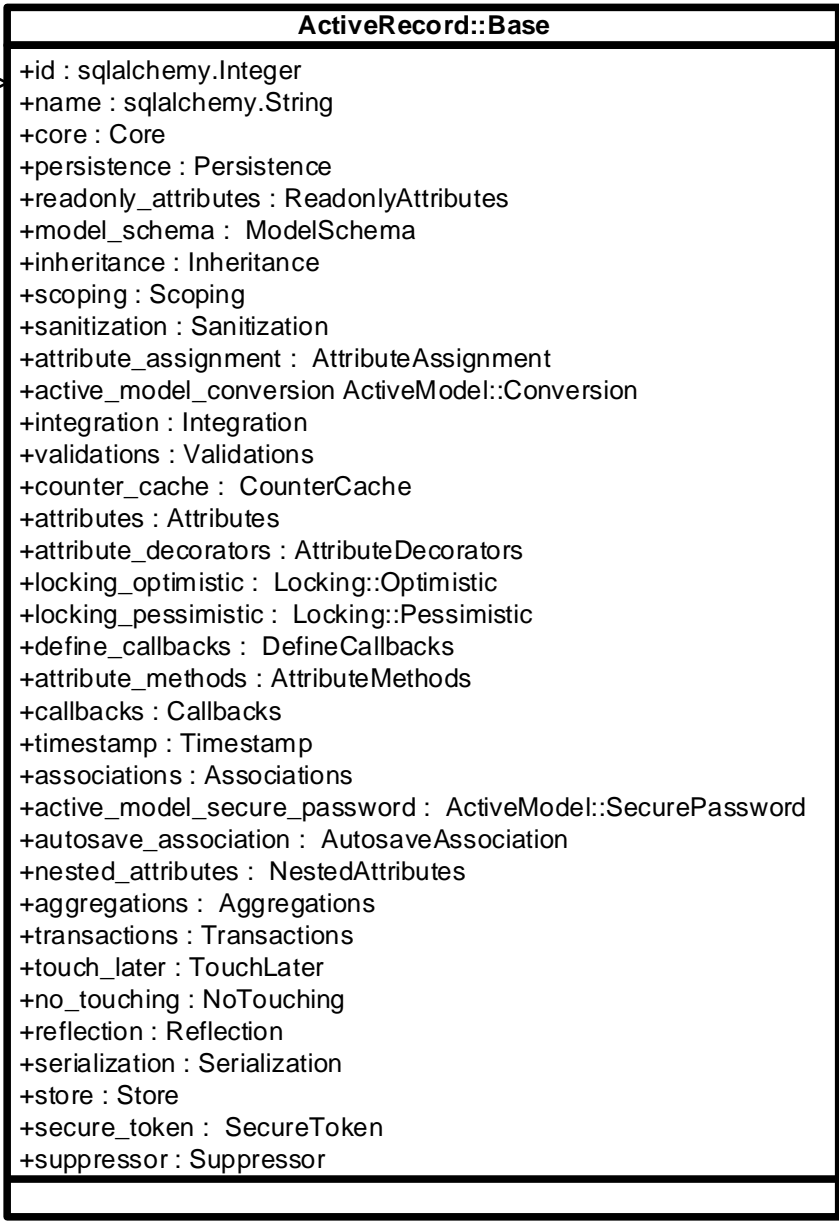 ActiveRecord::Base
+id : sqlalchemy.Integer
+name : sqlalchemy.String
+core : Core
+persistence : Persistence
+readonly_attributes : ReadonlyAttributes
+model_schema : ModelSchema
+inheritance : Inheritance
+scoping : Scoping
+sanitization : Sanitization
+attribute_assignment : AttributeAssignment
+active_model_conversion ActiveModel::Conversion
+integration : Integration
+validations : Validations
+counter_cache : CounterCache
+attributes : Attributes
+attribute_decorators : AttributeDecorators
+locking_optimistic : Locking::Optimistic
+locking_pessimistic : Locking::Pessimistic
+define_callbacks : DefineCallbacks
+attribute_methods : AttributeMethods
+callbacks : Callbacks
+timestamp : Timestamp
+associations : Associations
+active_model_secure_password : ActiveModel::SecurePassword
+autosave_association : AutosaveAssociation
+nested_attributes : NestedAttributes
+aggregations : Aggregations
+transactions : Transactions
+touch_later : TouchLater
+no_touching : NoTouching
+reflection : Reflection
+serialization : Serialization
+store : Store
+secure_token : SecureToken
+suppressor : Suppressor